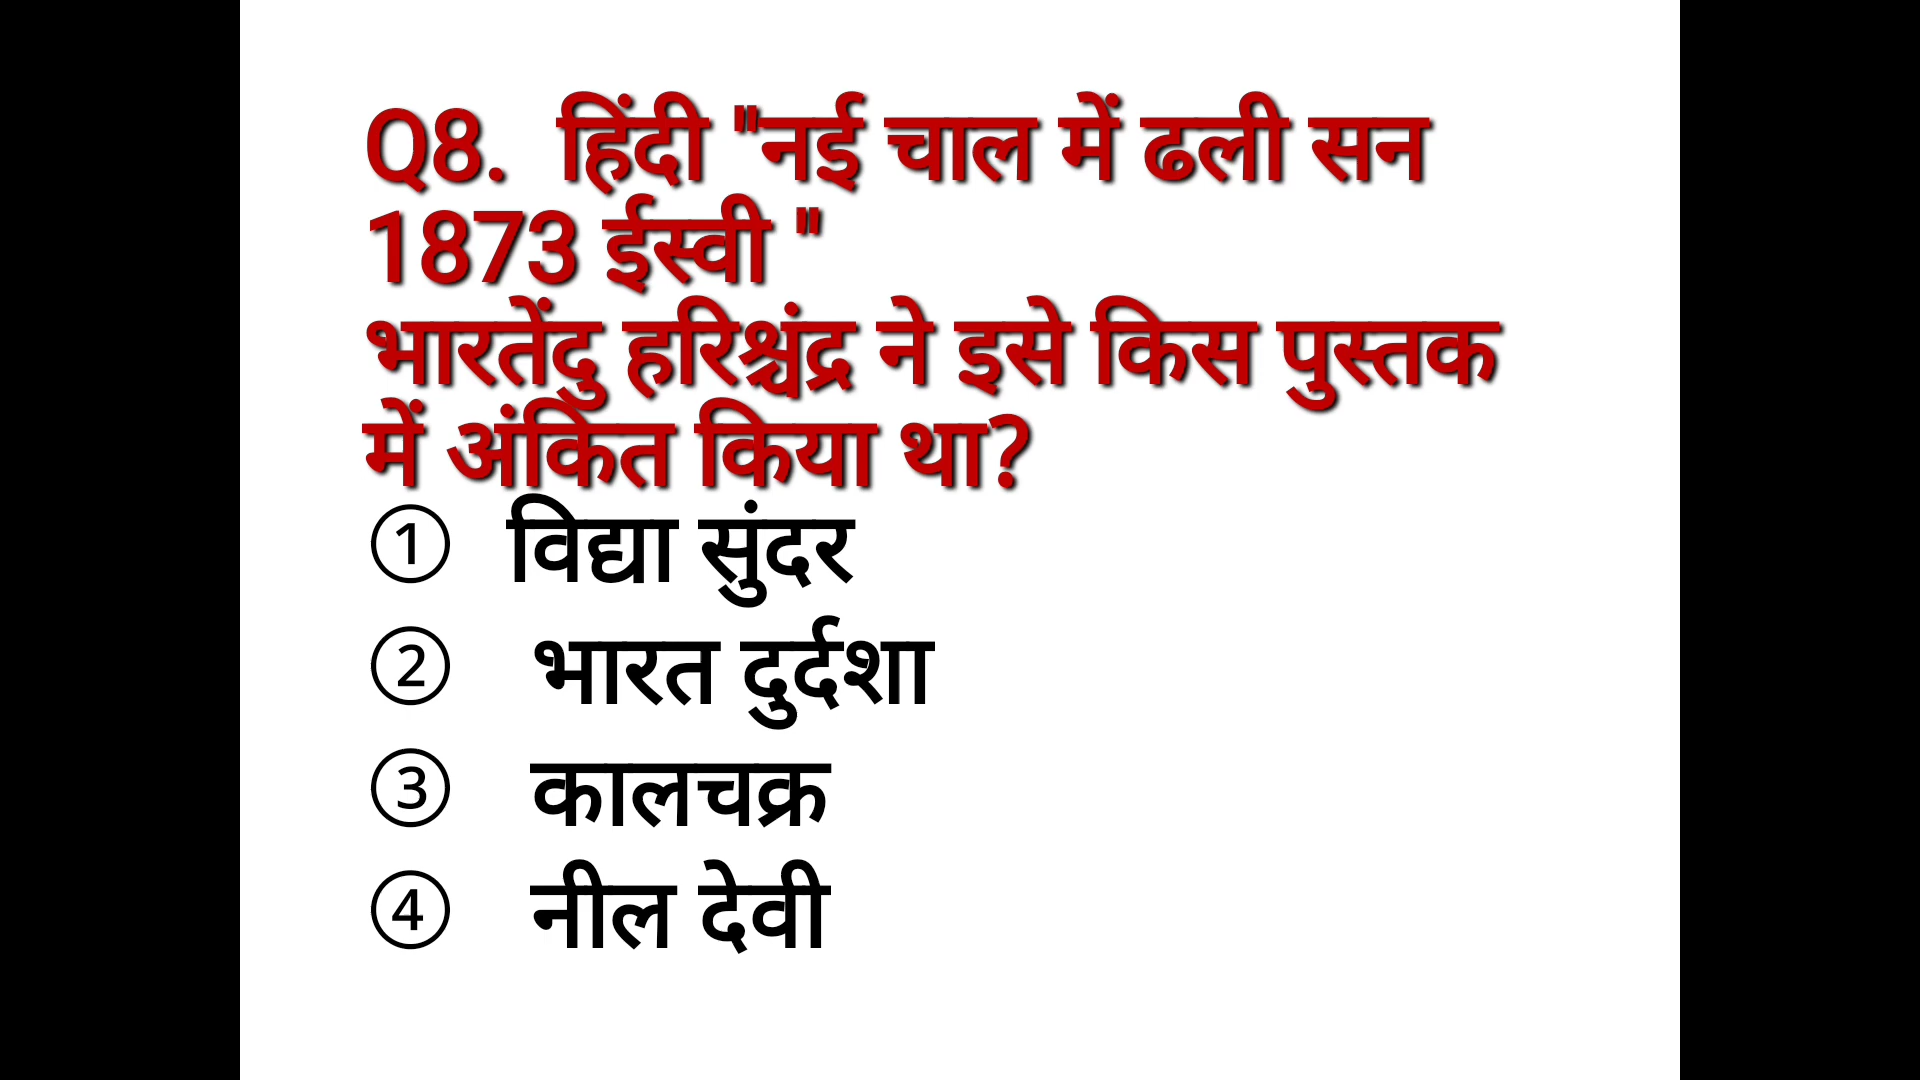 Q8. हिंदी "नई चाल में ढली सन
1873 ईस्वी "
भारतेंदु हरिश्चंद्र ने इसे किस पुस्तक
में अंकित किया था?
① विद्या सुंदर
② भारत दुर्दशा
③ कालचक्र
④ नील देवी